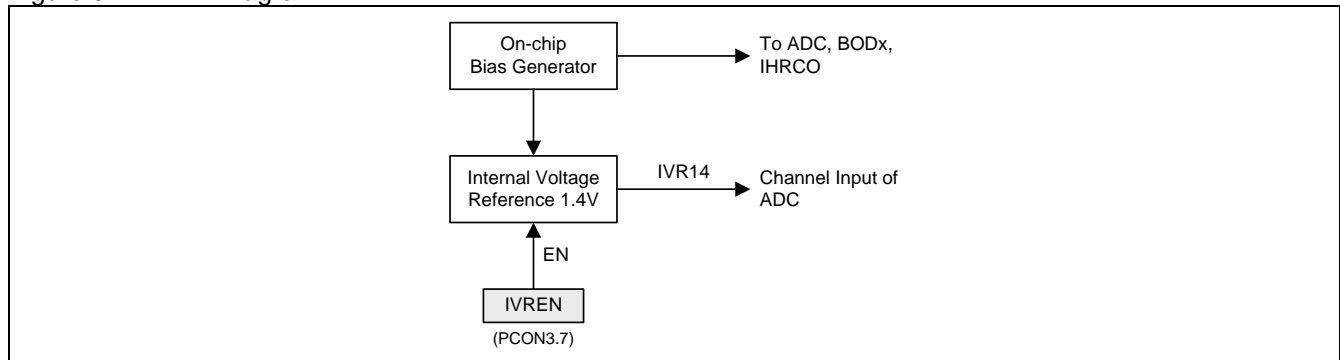 On-chip
Bias Generator
To ADC, BODx,
IHRCO
Internal Voltage
Reference 1.4V
IVR14
Channel Input of
ADC
EN
IVREN
(PCON3.7)